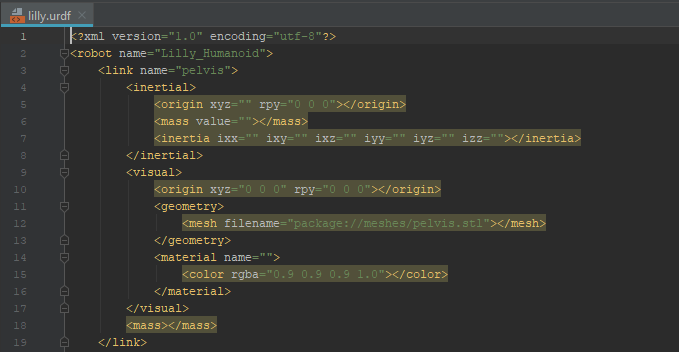 lilly.urdf ×
1 <?xml version="1.0" encoding="utf-8"?>
2 <robot name="Lilly_Humanoid">
3     <link name="pelvis">
4         <inertial>
5             <origin xyz="" rpy="0 0 0"></origin>
6             <mass value=""></mass>
7             <inertia ixx="" ixy="" ixz="" iyy="" iyz="" izz=""></inertia>
8         </inertial>
9         <visual>
10             <origin xyz="0 0 0" rpy="0 0 0"></origin>
11             <geometry>
12                 <mesh filename="package://meshes/pelvis.stl"></mesh>
13             </geometry>
14             <material name="">
15                 <color rgba="0.9 0.9 0.9 1.0"></color>
16             </material>
17         </visual>
18         <mass></mass>
19     </link>